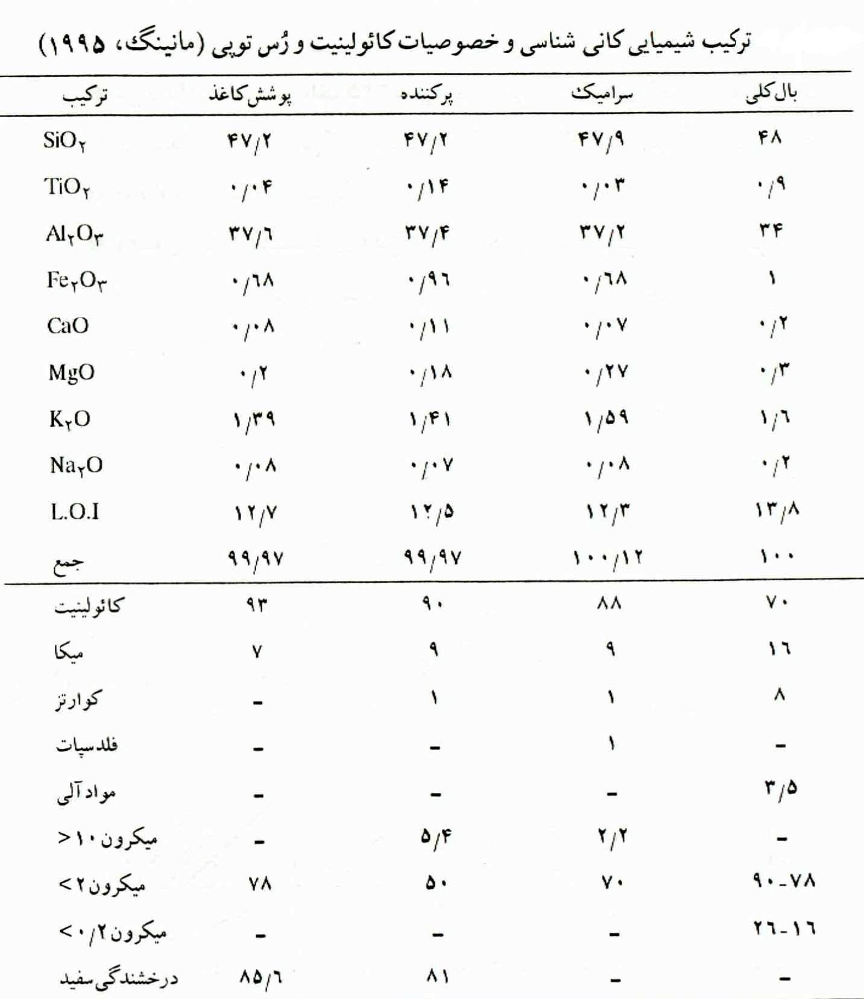 ترکیب شیمیایی کانی شناسی و خصوصیات کائولینیت و رُس توپی (مانینگ، ۱۹۹۵)
ترکیب پوشش کاغذ پرکننده سرامیک بال کلی
SiO۲ ۴۷/۲ ۴۷/۲ ۴۷/۹ ۴۸
TiO۲ ۰/۰۴ ۰/۱۴ ۰/۰۳ ۰/۹
Al۲O۳ ۳۷/۶ ۳۷/۴ ۳۷/۲ ۳۴
Fe۲O۳ ۰/۶۸ ۰/۹۶ ۰/۶۸ ۱
CaO ۰/۰۸ ۰/۱۱ ۰/۰۷ ۰/۲
MgO ۰/۲ ۰/۱۸ ۰/۲۷ ۰/۳
K۲O ۱/۳۹ ۱/۴۱ ۱/۵۹ ۱/۶
Na۲O ۰/۰۸ ۰/۰۷ ۰/۰۸ ۰/۲
L.O.I ۱۲/۷ ۱۲/۵ ۱۲/۳ ۱۳/۸
جمع ۹۹/۹۷ ۹۹/۹۷ ۱۰۰/۱۲ ۱۰۰
کائولینیت ۹۳ ۹۰ ۸۸ ۷۰
میکا ۷ ۹ ۹ ۱۶
کوارتز - ۱ ۱ ۸
فلدسپات - - ۱ -
مواد آلی - - - ۳/۵
میکرون ۱۰< - ۵/۴ ۲/۲ -
میکرون ۲> ۷۸ ۵۰ ۷۰ ۷۸-۹۰
میکرون ۰/۲> - - - ۱۶-۲۶
درخشندگی سفید ۸۵/۶ ۸۱ - -